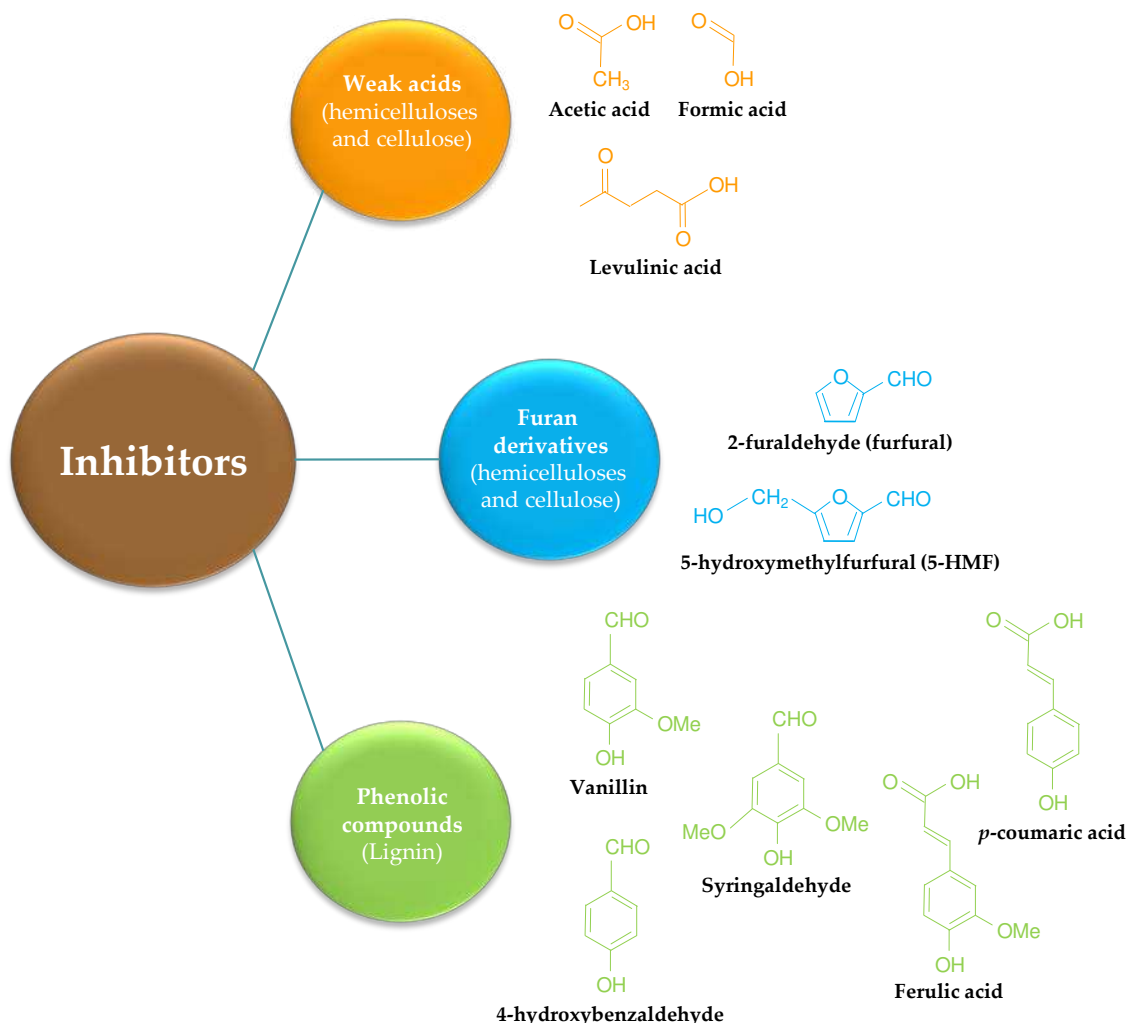 O
OH
CH3
Acetic acid
O
OH
Formic acid
Weak acids
(hemicelluloses
and cellulose)
O
OH
O
Levulinic acid
Inhibitors
Furan
derivatives
(hemicelluloses
and cellulose)
O
CHO
2-furaldehyde (furfural)
HO
CH2
O
CHO
5-hydroxymethylfurfural (5-HMF)
Phenolic
compounds
(Lignin)
CHO
OMe
OH
Vanillin
CHO
MeO
OMe
OH
Syringaldehyde
O
OH
OH
p-coumaric acid
CHO
OH
4-hydroxybenzaldehyde
O
OH
OMe
OH
Ferulic acid